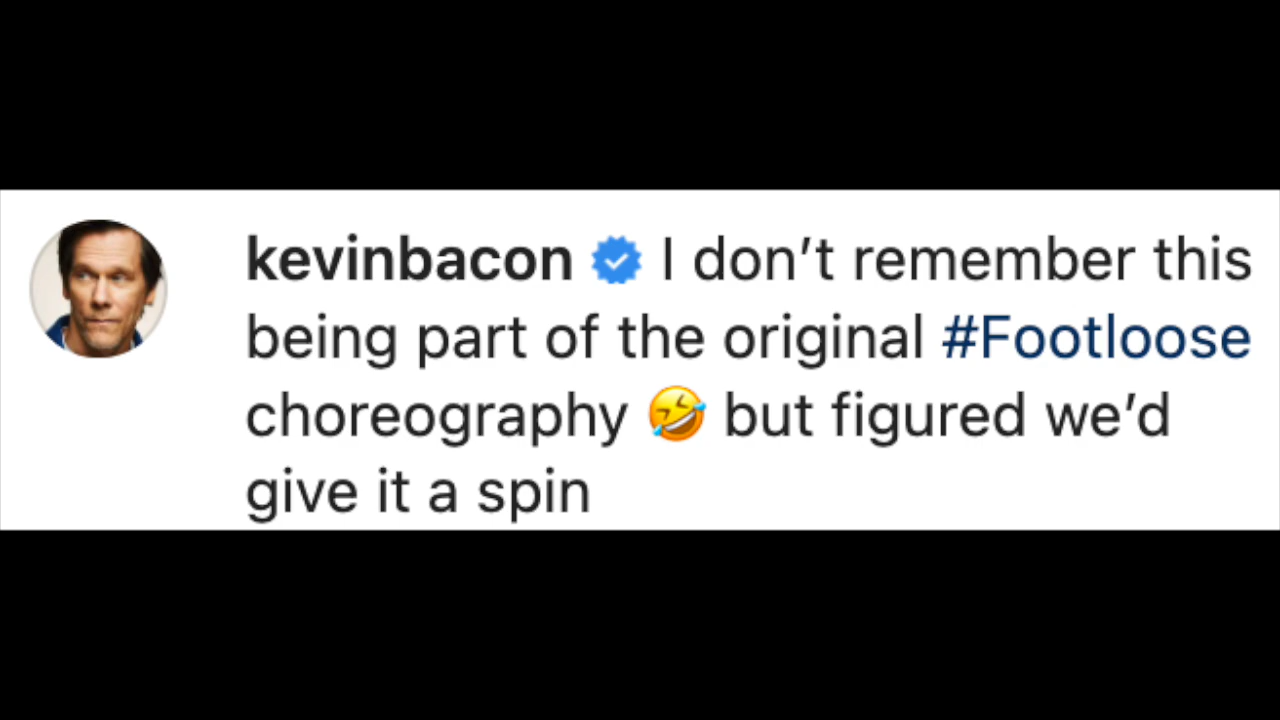 kevinbacon I don’t remember this
being part of the original #Footloose
choreography 🤣 but figured we’d
give it a spin